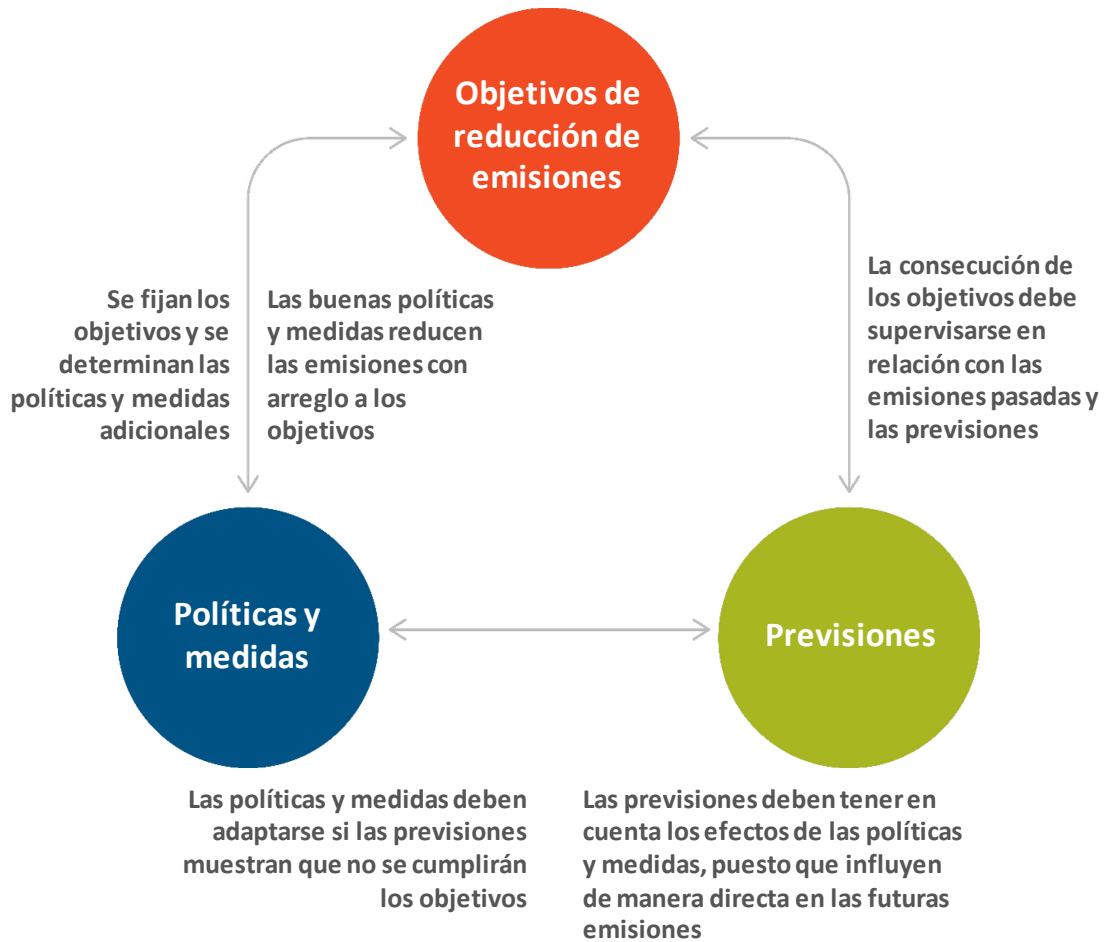 Objetivos de
reducción de
emisiones
Se fijan los
objetivos y se
determinan las
políticas y medidas
adicionales
Las buenas políticas
y medidas reducen
las emisiones con
arreglo a los
objetivos
La consecución de
los objetivos debe
supervisarse en
relación con las
emisiones pasadas y
las previsiones
Políticas y
medidas
Previsiones
Las políticas y medidas deben
adaptarse si las previsiones
muestran que no se cumplirán
los objetivos
Las previsiones deben tener en
cuenta los efectos de las políticas
y medidas, puesto que influyen
de manera directa en las futuras
emisiones